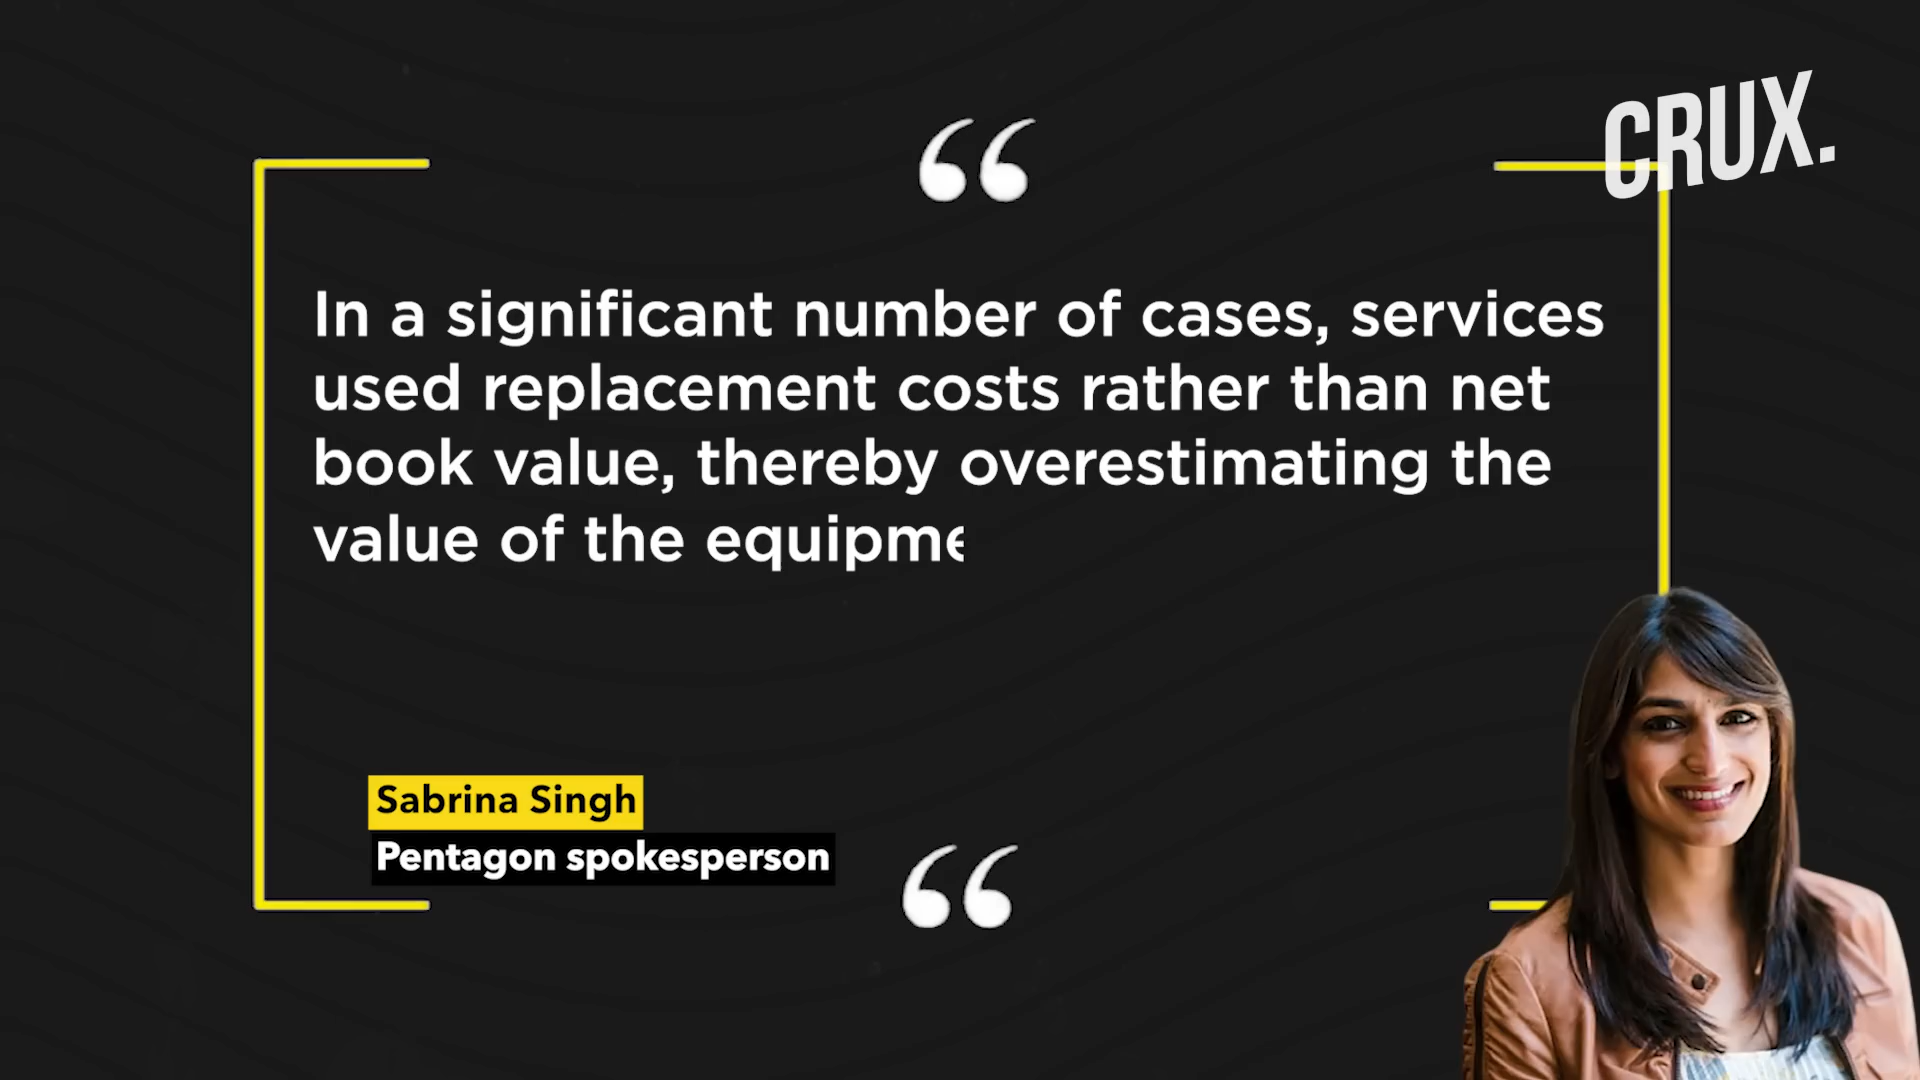 CRUX.
“
In a significant number of cases, services
used replacement costs rather than net
book value, thereby overestimating the
value of the equipme
Sabrina Singh
Pentagon spokesperson
“